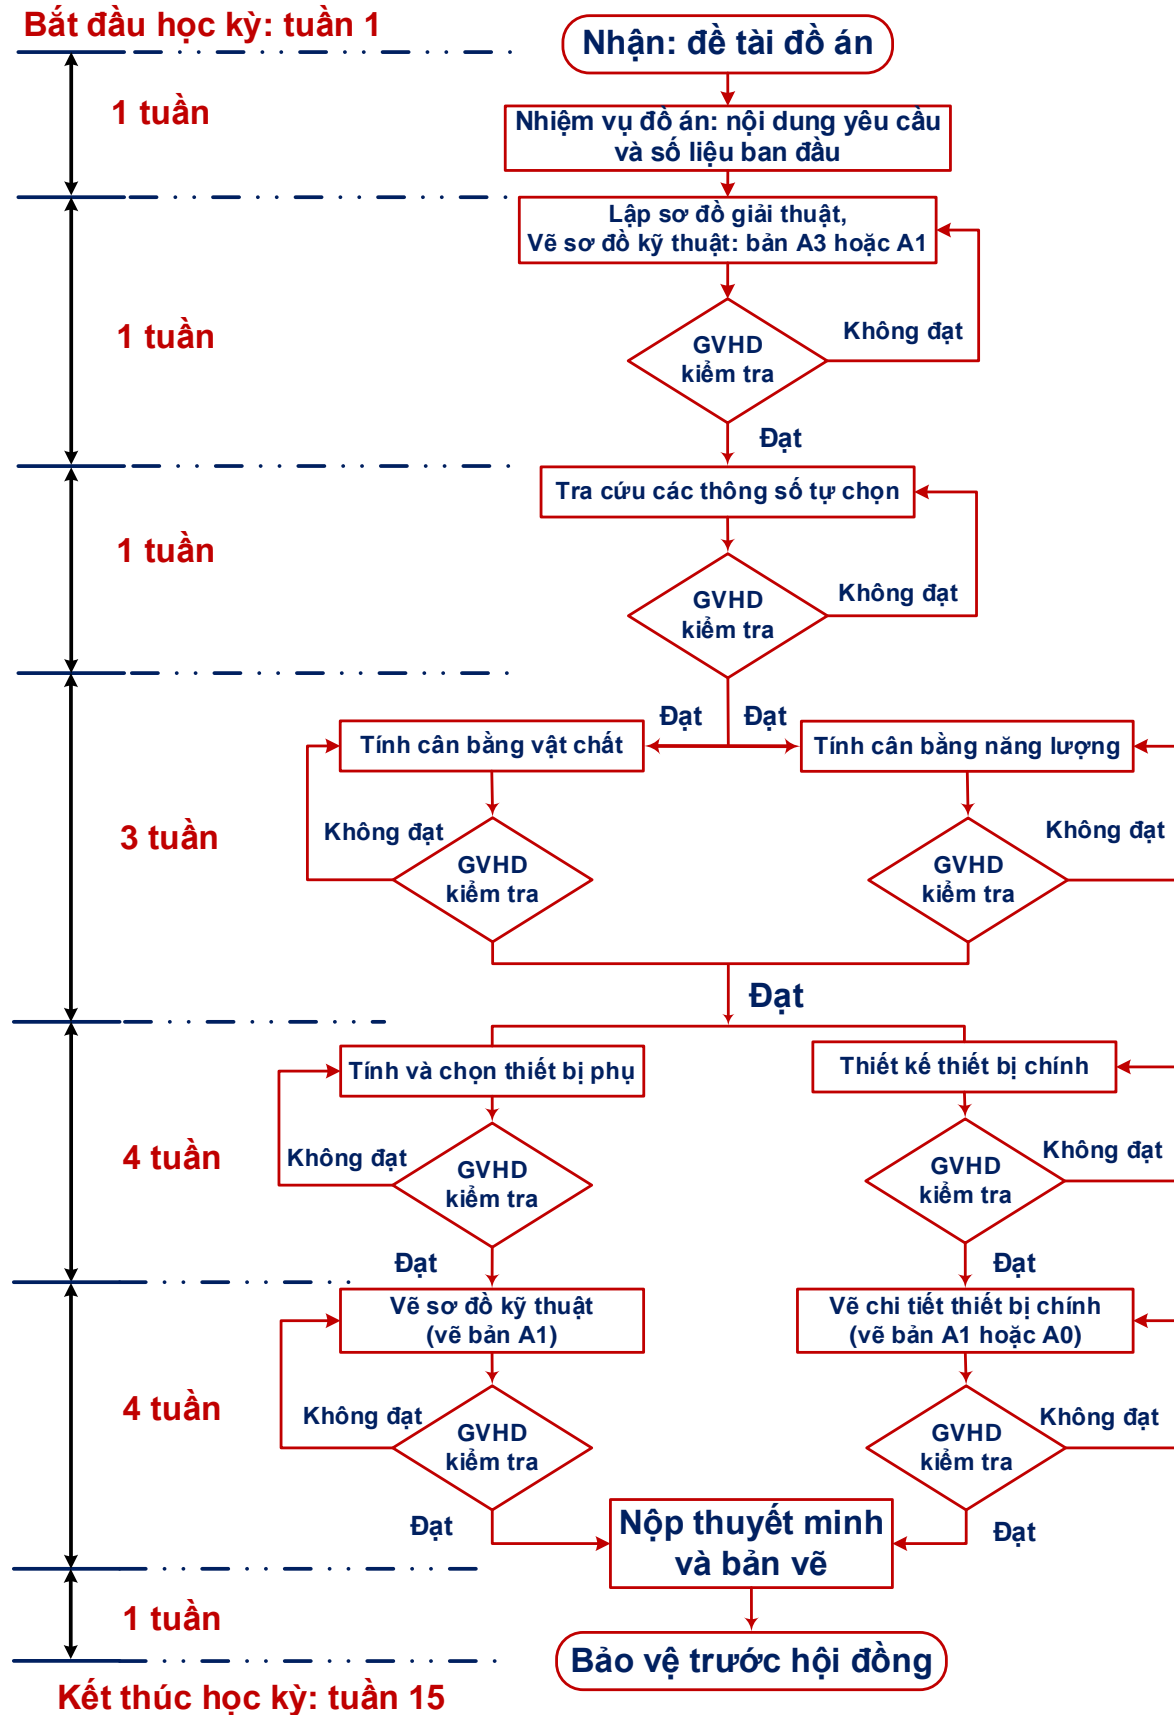 Bắt đầu học kỳ: tuần 1
Nhận: đề tài đồ án
1 tuần
Nhiệm vụ đồ án: nội dung yêu cầu
và số liệu ban đầu
Lập sơ đồ giải thuật,
Vẽ sơ đồ kỹ thuật: bản A3 hoặc A1
1 tuần
GVHD
kiểm tra
Không đạt
Đạt
Tra cứu các thông số tự chọn
1 tuần
GVHD
kiểm tra
Không đạt
Đạt
Đạt
Tính cân bằng vật chất
Tính cân bằng năng lượng
3 tuần
Không đạt
GVHD
kiểm tra
GVHD
kiểm tra
Không đạt
Đạt
Tính và chọn thiết bị phụ
Thiết kế thiết bị chính
4 tuần
Không đạt
GVHD
kiểm tra
GVHD
kiểm tra
Không đạt
Đạt
Đạt
Vẽ sơ đồ kỹ thuật
(vẽ bản A1)
Vẽ chi tiết thiết bị chính
(vẽ bản A1 hoặc A0)
4 tuần
Không đạt
GVHD
kiểm tra
GVHD
kiểm tra
Không đạt
Đạt
Nộp thuyết minh
và bản vẽ
Đạt
1 tuần
Bảo vệ trước hội đồng
Kết thúc học kỳ: tuần 15